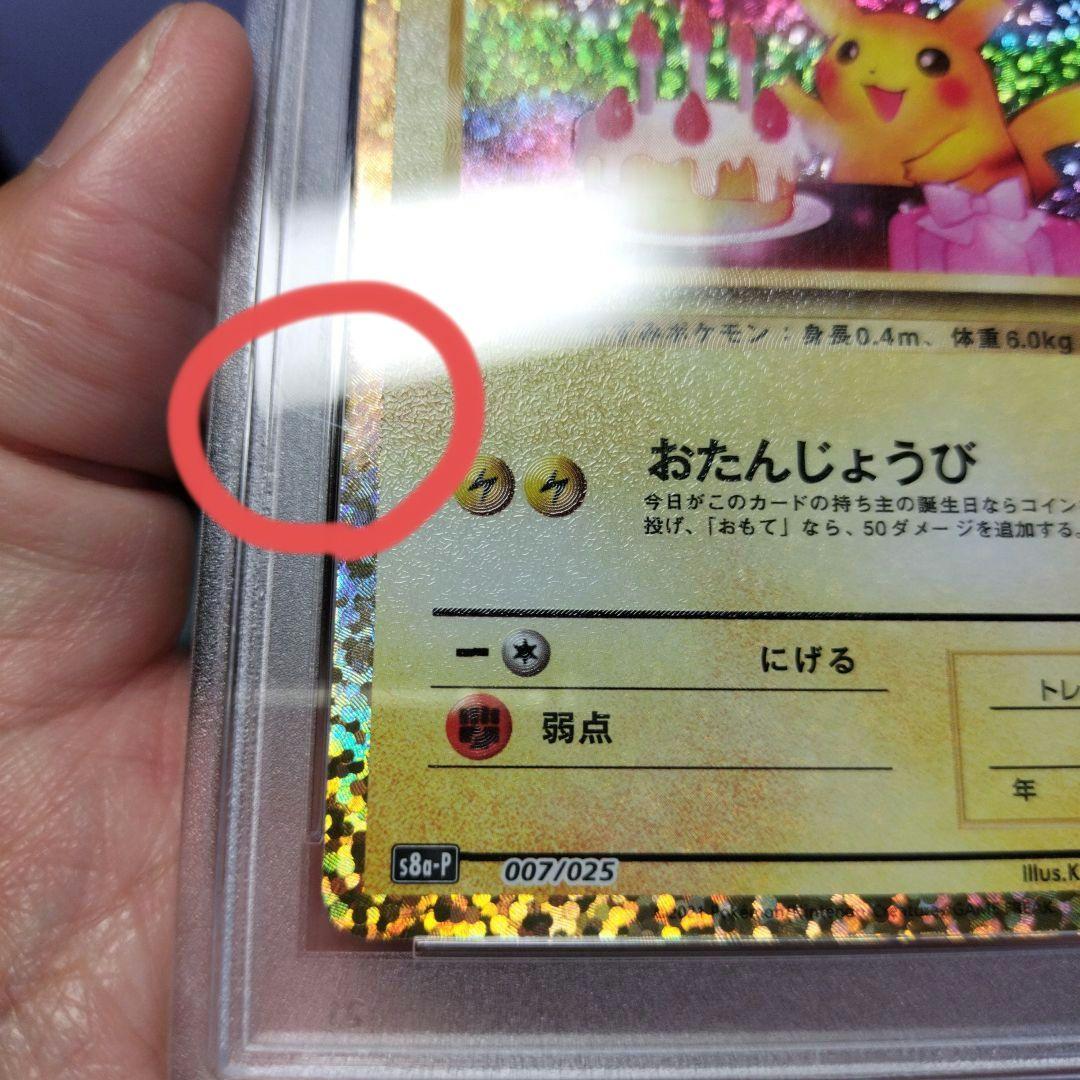 ポケモン：身長0.4m、体重6.0kg
おたんじょうび
今日がこのカードの持ち主の誕生日ならコイン
投げ、「おもて」なら、50ダメージを追加する。
にげる
弱点
トレ
年
s8a-P 007/025
Illus.K